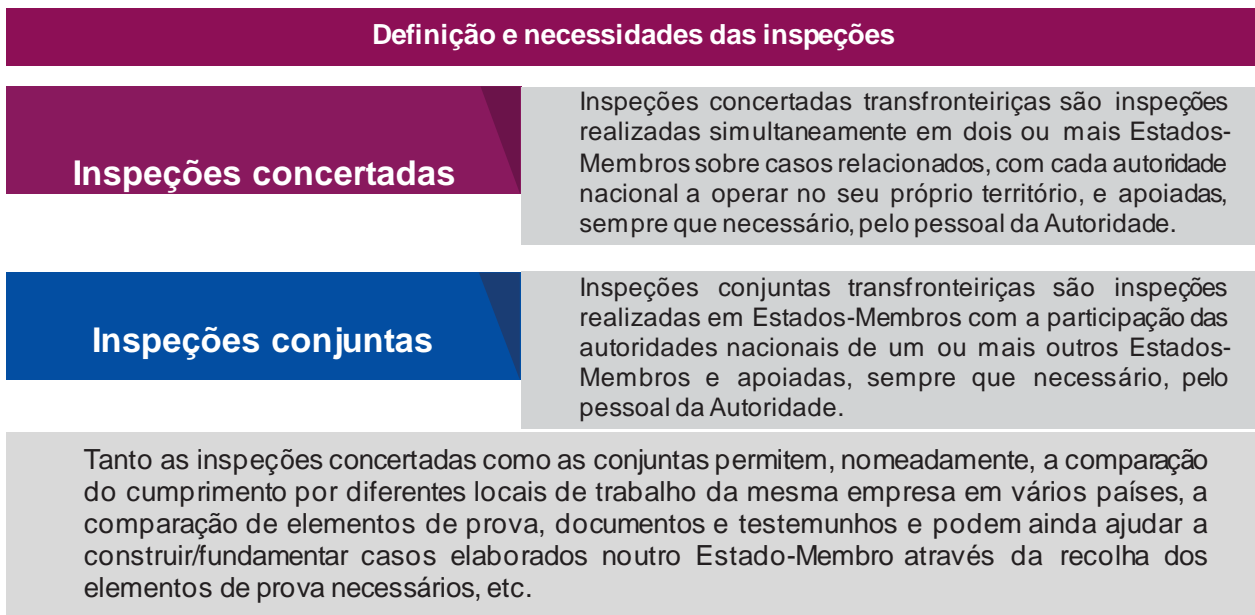 Definição e necessidades das inspeções
Inspeções concertadas
Inspeções concertadas transfronteiriças são inspeções
realizadas simultaneamente em dois ou mais Estados-
Membros sobre casos relacionados, com cada autoridade
nacional a operar no seu próprio território, e apoiadas,
sempre que necessário, pelo pessoal da Autoridade.
Inspeções conjuntas
Inspeções conjuntas transfronteiriças são inspeções
realizadas em Estados-Membros com a participação das
autoridades nacionais de um ou mais outros Estados-
Membros e apoiadas, sempre que necessário, pelo
pessoal da Autoridade.
Tanto as inspeções concertadas como as conjuntas permitem, nomeadamente, a comparação
do cumprimento por diferentes locais de trabalho da mesma empresa em vários países, a
comparação de elementos de prova, documentos e testemunhos e podem ainda ajudar a
construir/fundamentar casos elaborados noutro Estado-Membro através da recolha dos
elementos de prova necessários, etc.